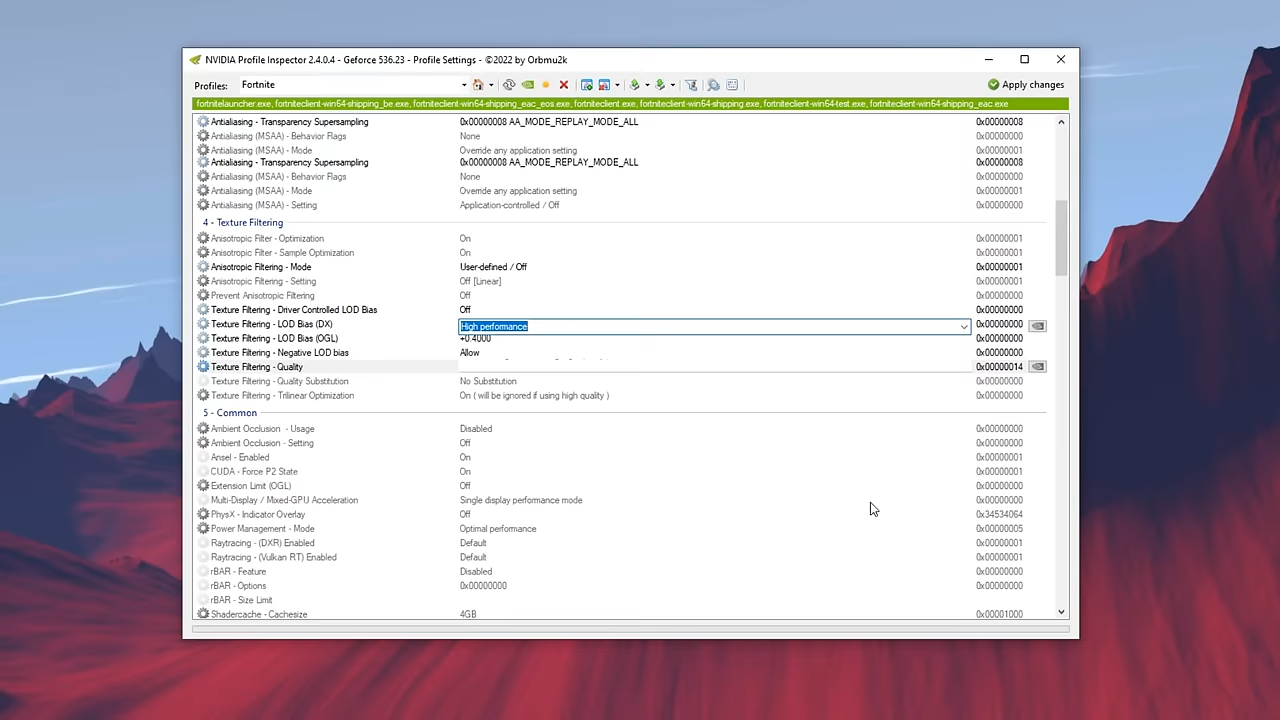 NVIDIA Profile Inspector 2.4.0.4 - Geforce 536.23 - Profile Settings - ©2022 by Orbmu2k
Profiles: Fortnite Apply changes
fortnitelauncher.exe, fortniteclient-win64-shipping_be.exe, fortniteclient-win64-shipping_eac_eos.exe, fortniteclient.exe, fortniteclient-win64-shipping.exe, fortniteclient-win64-test.exe, fortniteclient-win64-shipping_eac.exe
Antialiasing - Transparency Supersampling 0x00000008 AA_MODE_REPLAY_MODE_ALL 0x00000008
Antialiasing (MSAA) - Behavior Flags None 0x00000000
Antialiasing (MSAA) - Mode Override any application setting 0x00000001
Antialiasing - Transparency Supersampling 0x00000008 AA_MODE_REPLAY_MODE_ALL 0x00000008
Antialiasing (MSAA) - Behavior Flags None 0x00000000
Antialiasing (MSAA) - Mode Override any application setting 0x00000001
Antialiasing (MSAA) - Setting Application-controlled / Off 0x00000000
4 - Texture Filtering
Anisotropic Filter - Optimization On 0x00000001
Anisotropic Filter - Sample Optimization On 0x00000001
Anisotropic Filtering - Mode User-defined / Off 0x00000001
Anisotropic Filtering - Setting Off [Linear] 0x00000001
Prevent Anisotropic Filtering Off 0x00000000
Texture Filtering - Driver Controlled LOD Bias Off 0x00000000
Texture Filtering - LOD Bias (DX) High performance 0x00000000
Texture Filtering - LOD Bias (OGL) +0.4000 0x00000000
Texture Filtering - Negative LOD bias Allow 0x00000000
Texture Filtering - Quality 0x00000014
Texture Filtering - Quality Substitution No Substitution 0x00000000
Texture Filtering - Trilinear Optimization On ( will be ignored if using high quality ) 0x00000000
5 - Common
Ambient Occlusion - Usage Disabled 0x00000000
Ambient Occlusion - Setting Off 0x00000000
Ansel - Enabled On 0x00000001
CUDA - Force P2 State On 0x00000001
Extension Limit (OGL) Off 0x00000000
Multi-Display / Mixed-GPU Acceleration Single display performance mode 0x00000000
PhysX - Indicator Overlay Off 0x34534064
Power Management - Mode Optimal performance 0x00000005
Raytracing - (DXR) Enabled Default 0x00000001
Raytracing - (Vulkan RT) Enabled Default 0x00000001
rBAR - Feature Disabled 0x00000000
rBAR - Options 0x00000000 0x00000000
rBAR - Size Limit
Shadercache - Cachesize 4GB 0x00001000